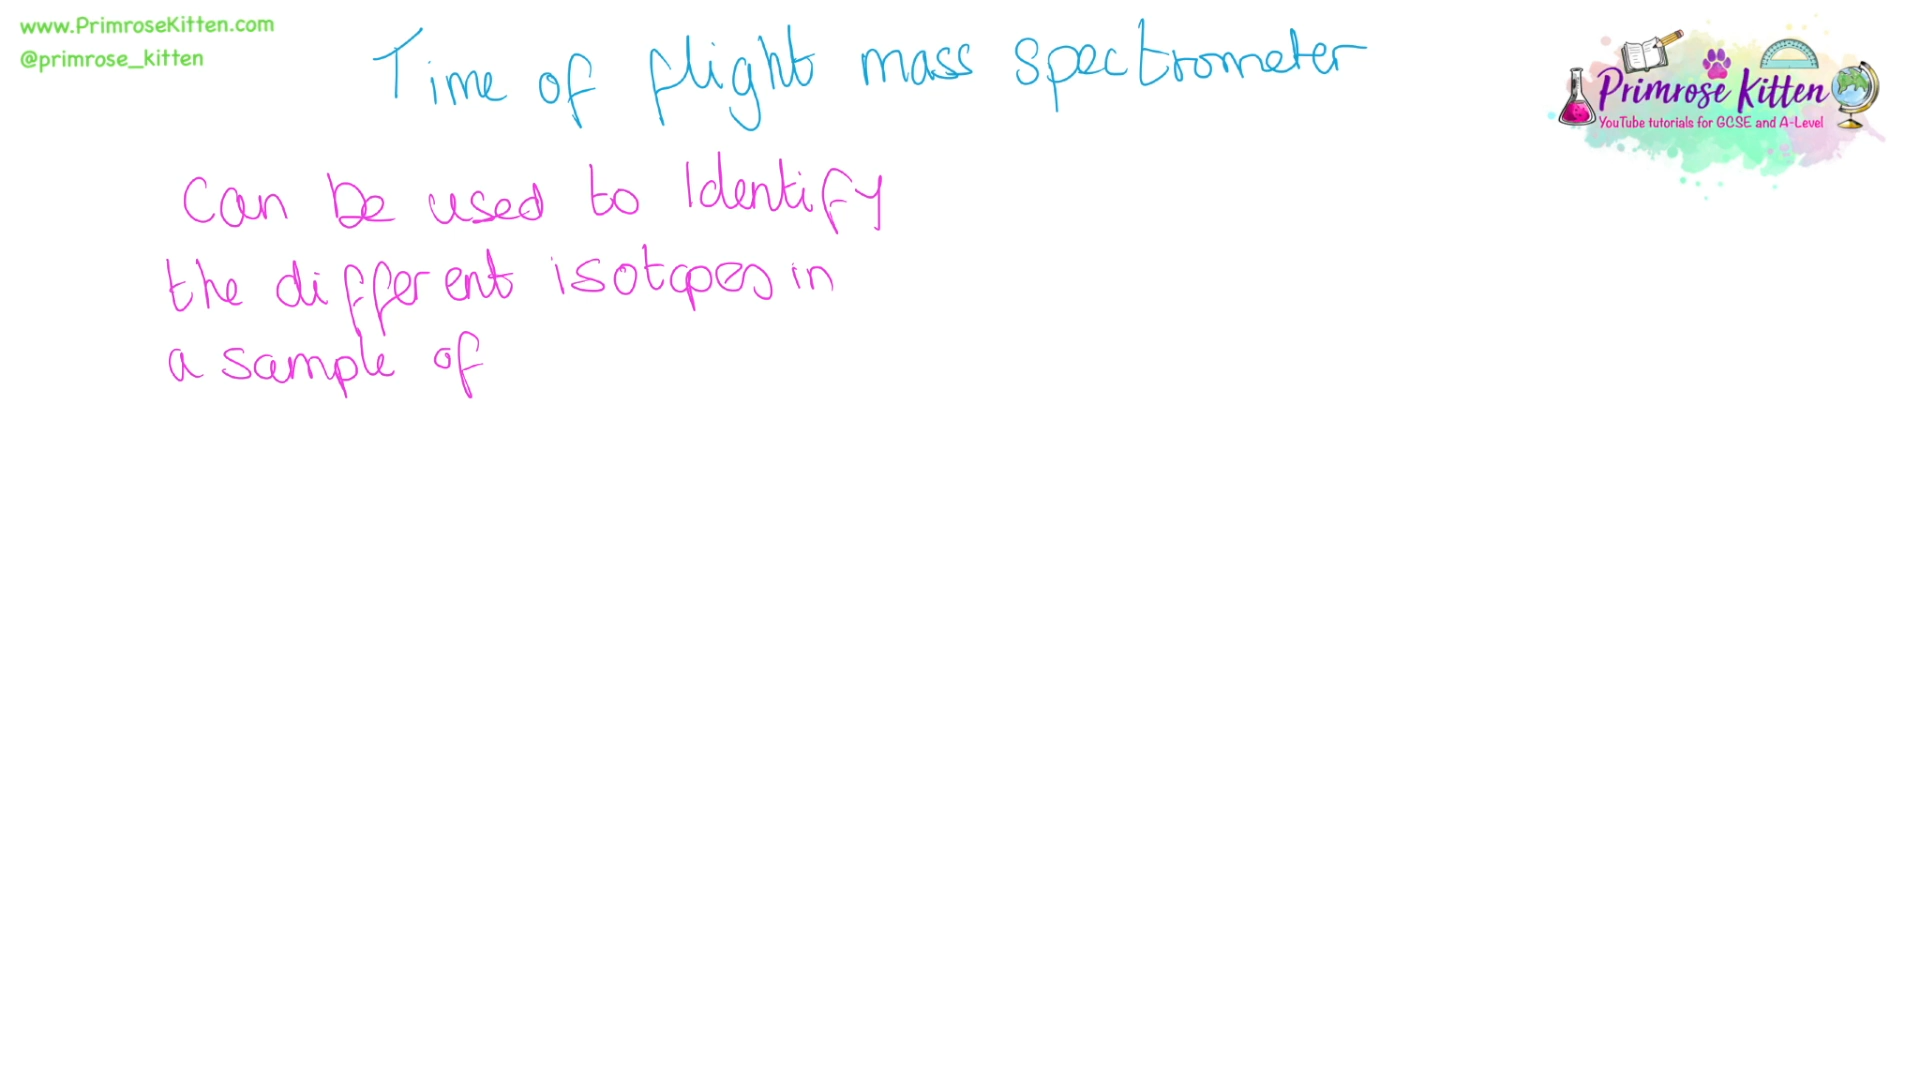 www.PrimroseKitten.com
@primrose_kitten
Time of flight mass spectrometer
Primrose Kitten
YouTube tutorials for GCSE and A-Level
Can be used to Identify
the different isotopes in
a sample of